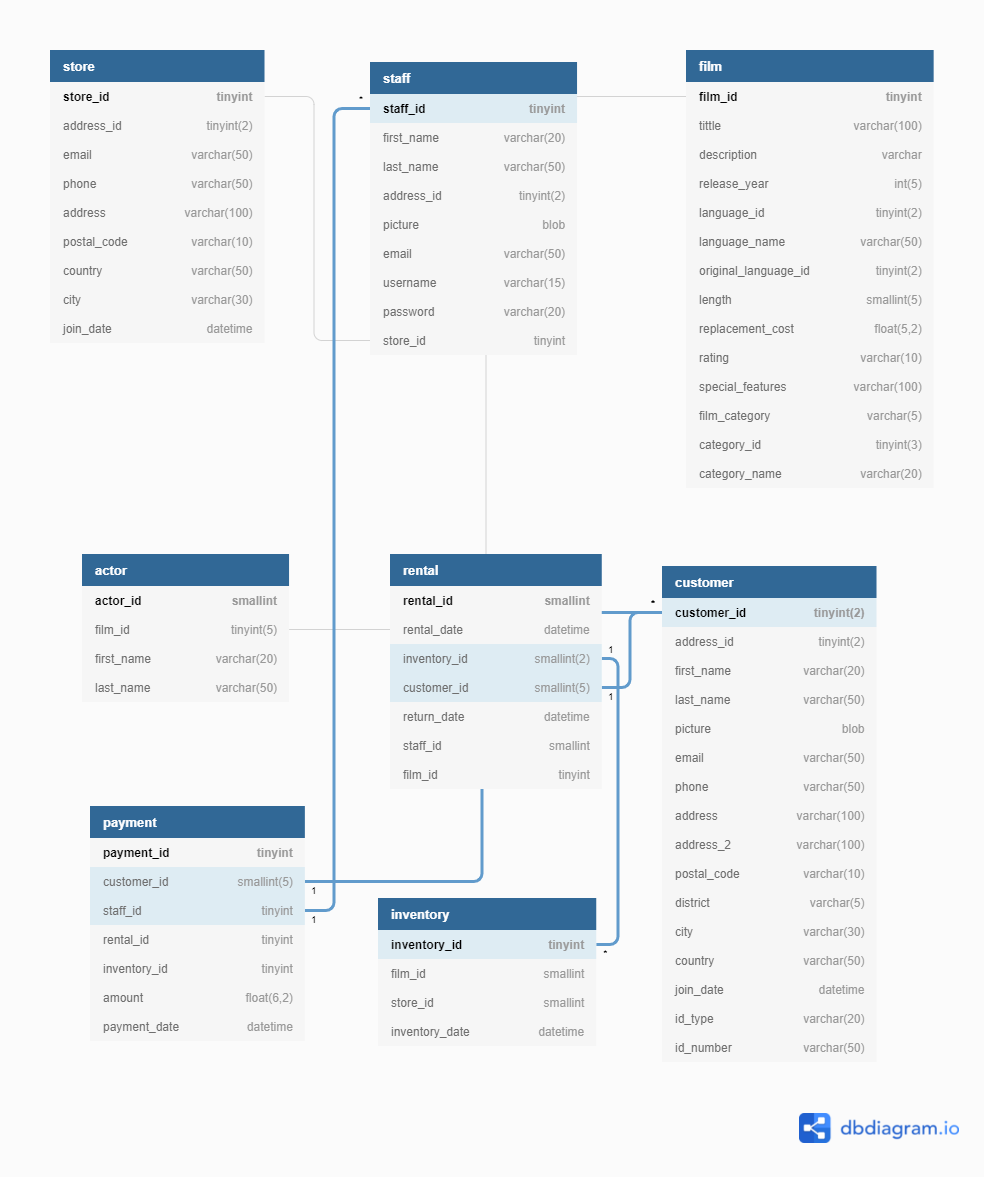 store
store_id tinyint
address_id tinyint(2)
email varchar(50)
phone varchar(50)
address varchar(100)
postal_code varchar(10)
country varchar(50)
city varchar(30)
join_date datetime
staff
*
staff_id tinyint
first_name varchar(20)
last_name varchar(50)
address_id tinyint(2)
picture blob
email varchar(50)
username varchar(15)
password varchar(20)
store_id tinyint
film
film_id tinyint
tittle varchar(100)
description varchar
release_year int(5)
language_id tinyint(2)
language_name varchar(50)
original_language_id tinyint(2)
length smallint(5)
replacement_cost float(5,2)
rating varchar(10)
special_features varchar(100)
film_category varchar(5)
category_id tinyint(3)
category_name varchar(20)
actor
actor_id smallint
film_id tinyint(5)
first_name varchar(20)
last_name varchar(50)
rental
rental_id smallint
rental_date datetime
inventory_id smallint(2)
1
customer_id smallint(5)
1
return_date datetime
staff_id smallint
film_id tinyint
customer
*
customer_id tinyint(2)
address_id tinyint(2)
first_name varchar(20)
last_name varchar(50)
picture blob
email varchar(50)
phone varchar(50)
address varchar(100)
address_2 varchar(100)
postal_code varchar(10)
district varchar(5)
city varchar(30)
country varchar(50)
join_date datetime
id_type varchar(20)
id_number varchar(50)
payment
payment_id tinyint
customer_id smallint(5)
1
staff_id tinyint
1
rental_id tinyint
inventory_id tinyint
amount float(6,2)
payment_date datetime
inventory
inventory_id tinyint
*
film_id smallint
store_id smallint
inventory_date datetime
dbdiagram.io